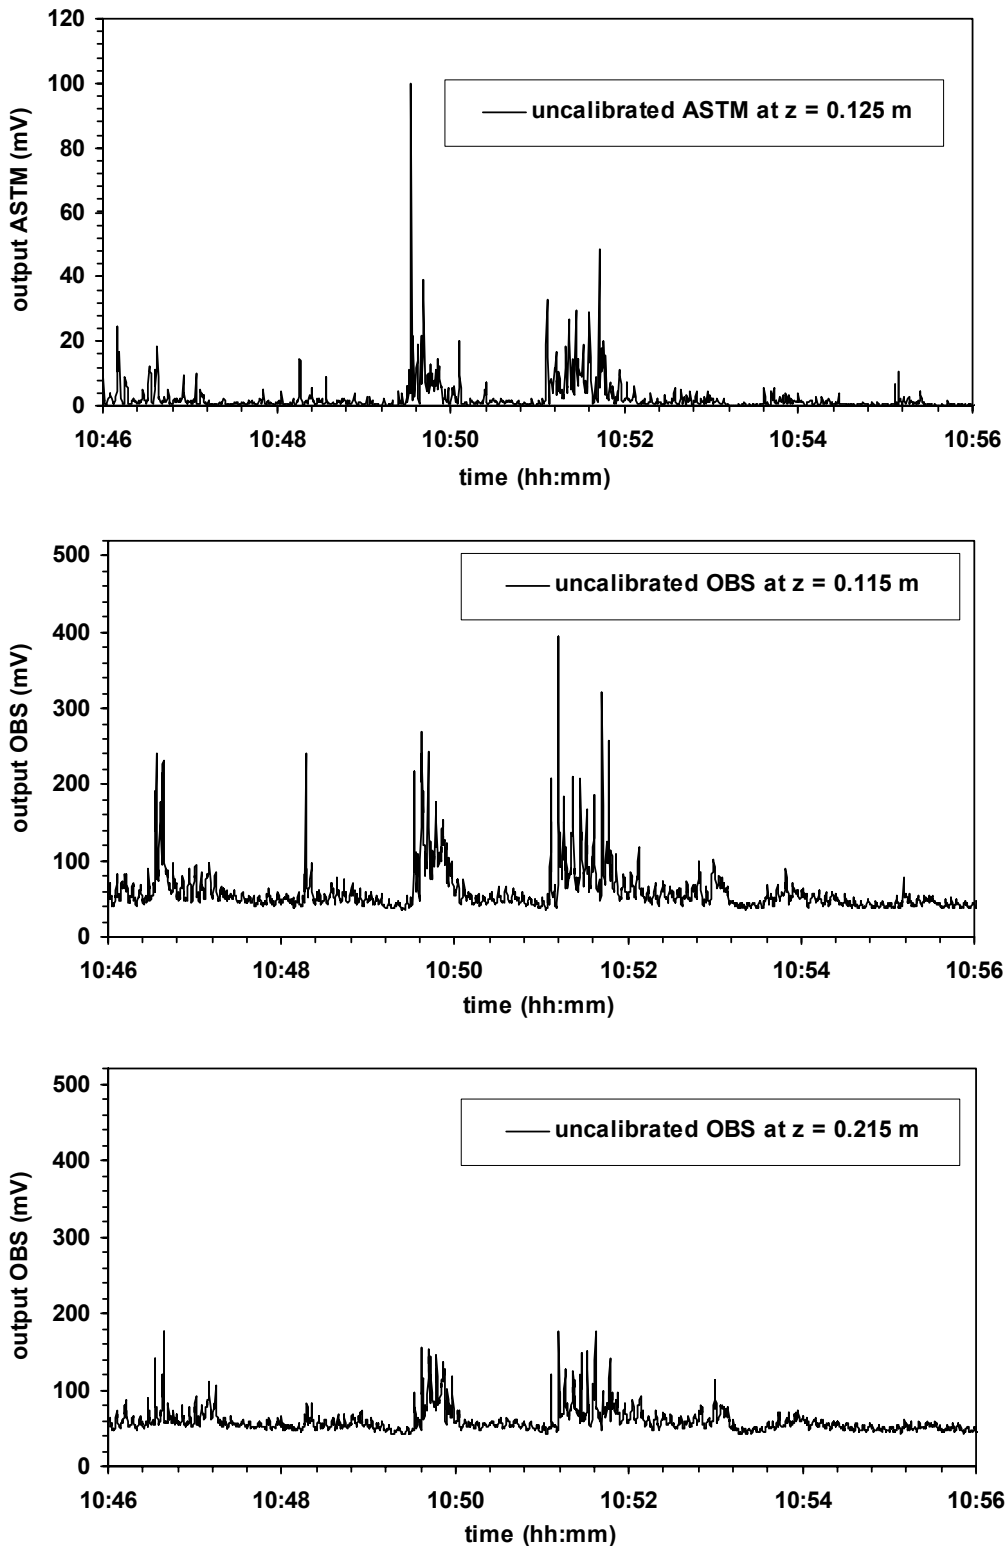 120
100
80
60
40
20
0
output ASTM (mV)
uncalibrated ASTM at z = 0.125 m
10:46 10:48 10:50 10:52 10:54 10:56
time (hh:mm)
500
400
300
200
100
0
output OBS (mV)
uncalibrated OBS at z = 0.115 m
10:46 10:48 10:50 10:52 10:54 10:56
time (hh:mm)
500
400
300
200
100
0
output OBS (mV)
uncalibrated OBS at z = 0.215 m
10:46 10:48 10:50 10:52 10:54 10:56
time (hh:mm)